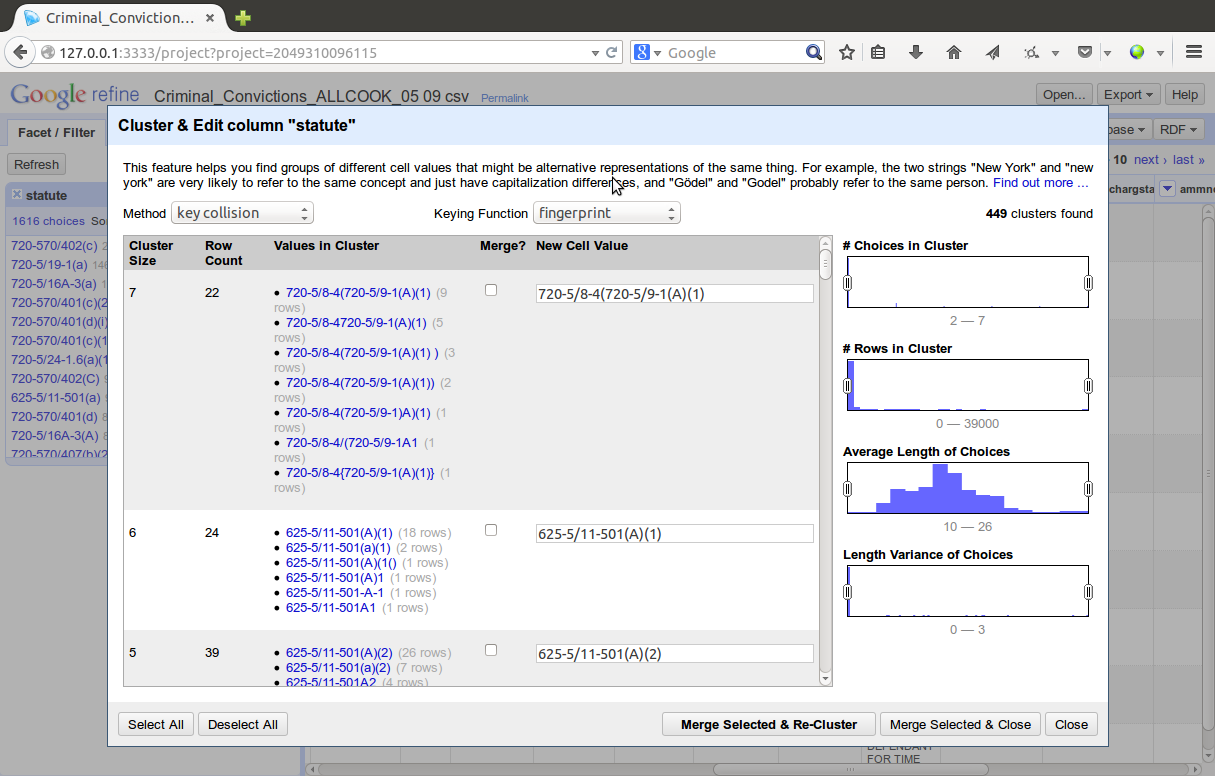 Criminal_Conviction... ×
127.0.0.1:3333/project?project=2049310096115
Google
Google refine Criminal_Convictions_ALLCOOK_05 09 csv Permalink
Open... Export Help
Facet / Filter
Refresh
RDF
10 next › last »
statute
1616 choices
chargsta
720-570/402(c)
720-5/19-1(a) 146
720-5/16A-3(a)
720-570/401(c)(2
720-570/401(d)(i)
720-570/401(c)(1
720-5/24-1.6(a)(1
720-570/402(C)
625-5/11-501(a)
720-570/401(d)
720-5/16A-3(A)
720-570/407(b)(2
Cluster & Edit column "statute"
This feature helps you find groups of different cell values that might be alternative representations of the same thing. For example, the two strings "New York" and "new
york" are very likely to refer to the same concept and just have capitalization differences, and "Gödel" and "Godel" probably refer to the same person. Find out more ...
Method key collision Keying Function fingerprint 449 clusters found
Cluster Size
Row Count
Values in Cluster
Merge?
New Cell Value
7 22
720-5/8-4(720-5/9-1(A)(1) (9
rows)
720-5/8-4(720-5/9-1(A)(1)
720-5/8-4720-5/9-1(A)(1) (5
rows)
720-5/8-4(720-5/9-1(A)(1) ) (3
rows)
720-5/8-4(720-5/9-1(A)(1)) (2
rows)
720-5/8-4(720-5/9-1)A)(1) (1
rows)
720-5/8-4/(720-5/9-1A1 (1
rows)
720-5/8-4{720-5/9-1(A)(1)} (1
rows)
6 24
625-5/11-501(A)(1) (18 rows)
625-5/11-501(A)(1)
625-5/11-501(a)(1) (2 rows)
625-5/11-501(A)(1() (1 rows)
625-5/11-501(A)1 (1 rows)
625-5/11-501-A-1 (1 rows)
625-5/11-501A1 (1 rows)
5 39
625-5/11-501(A)(2) (26 rows)
625-5/11-501(A)(2)
625-5/11-501(a)(2) (7 rows)
625-5/11-501A2 (4 rows)
# Choices in Cluster
2 — 7
# Rows in Cluster
0 — 39000
Average Length of Choices
10 — 26
Length Variance of Choices
0 — 3
Select All Deselect All Merge Selected & Re-Cluster Merge Selected & Close Close
DEFENDANT
FOR TIME